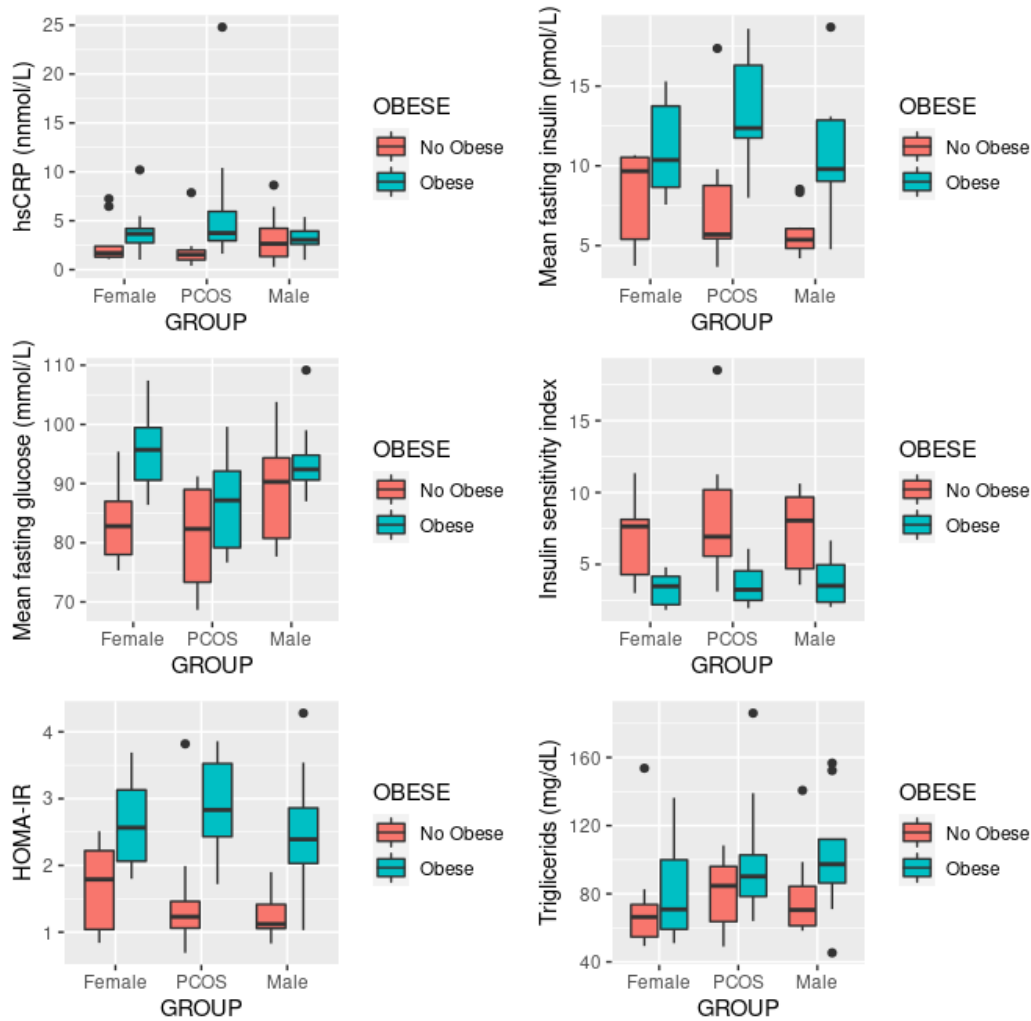 hsCRP (nnmol/L)
25
20
15
10
5
0
Female PCOS Male
GROUP
OBESE
No Obese
Obese
Mean fasting insulin (pmol/L)
15
10
5
Female PCOS Male
GROUP
OBESE
No Obese
Obese
Mean fasting glucose (mmol/L)
110
100
90
80
70
Female PCOS Male
GROUP
OBESE
No Obese
Obese
Insulin sensitivity index
15
10
5
Female PCOS Male
GROUP
OBESE
No Obese
Obese
HOMA-IR
4
3
2
1
Female PCOS Male
GROUP
OBESE
No Obese
Obese
Triglicerids (mg/dL)
160
120
80
40
Female PCOS Male
GROUP
OBESE
No Obese
Obese